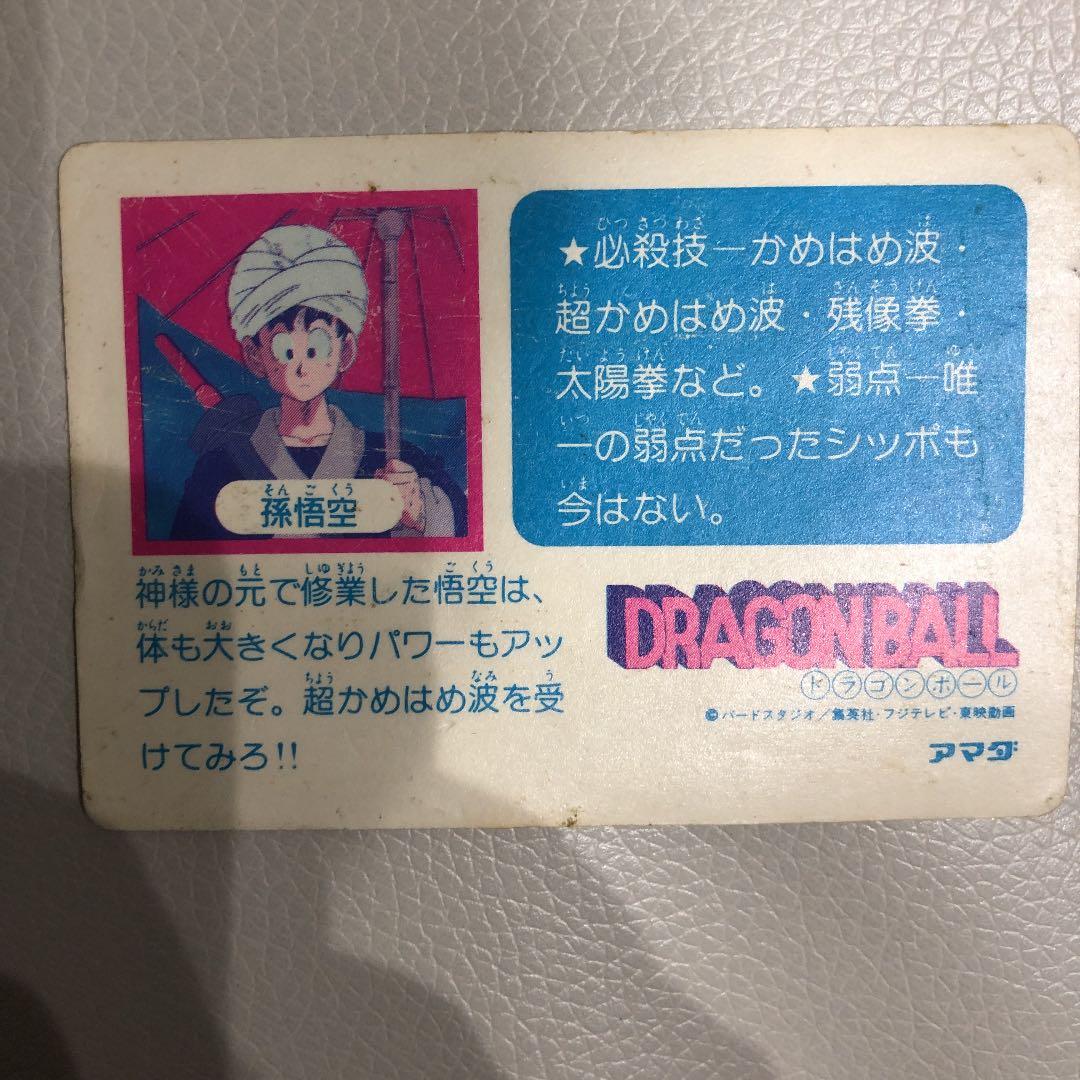 孫悟空
そんごくう
★必殺技―かめはめ波・
超かめはめ波・残像拳・
太陽拳など。★弱点―唯
一の弱点だったシッポも
今はない。
神様の元で修業した悟空は、
体も大きくなりパワーもアッ
プしたぞ。超かめはめ波を受
けてみろ!!
DRAGON BALL
ドラゴンボール
©バードスタジオ/集英社・フジテレビ・東映動画
アマダ